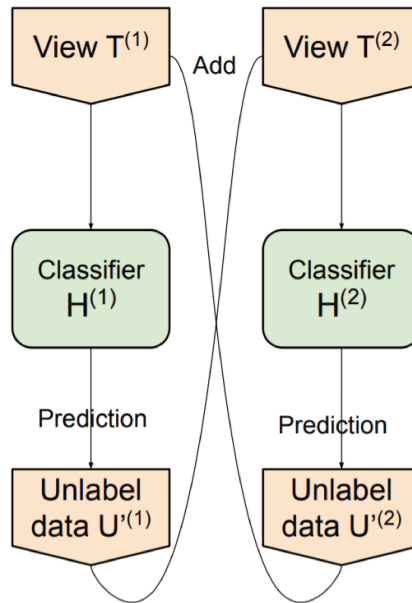 View T(1)
Add
View T(2)
Classifier
H(1)
Classifier
H(2)
Prediction
Prediction
Unlabel
data U'(1)
Unlabel
data U'(2)